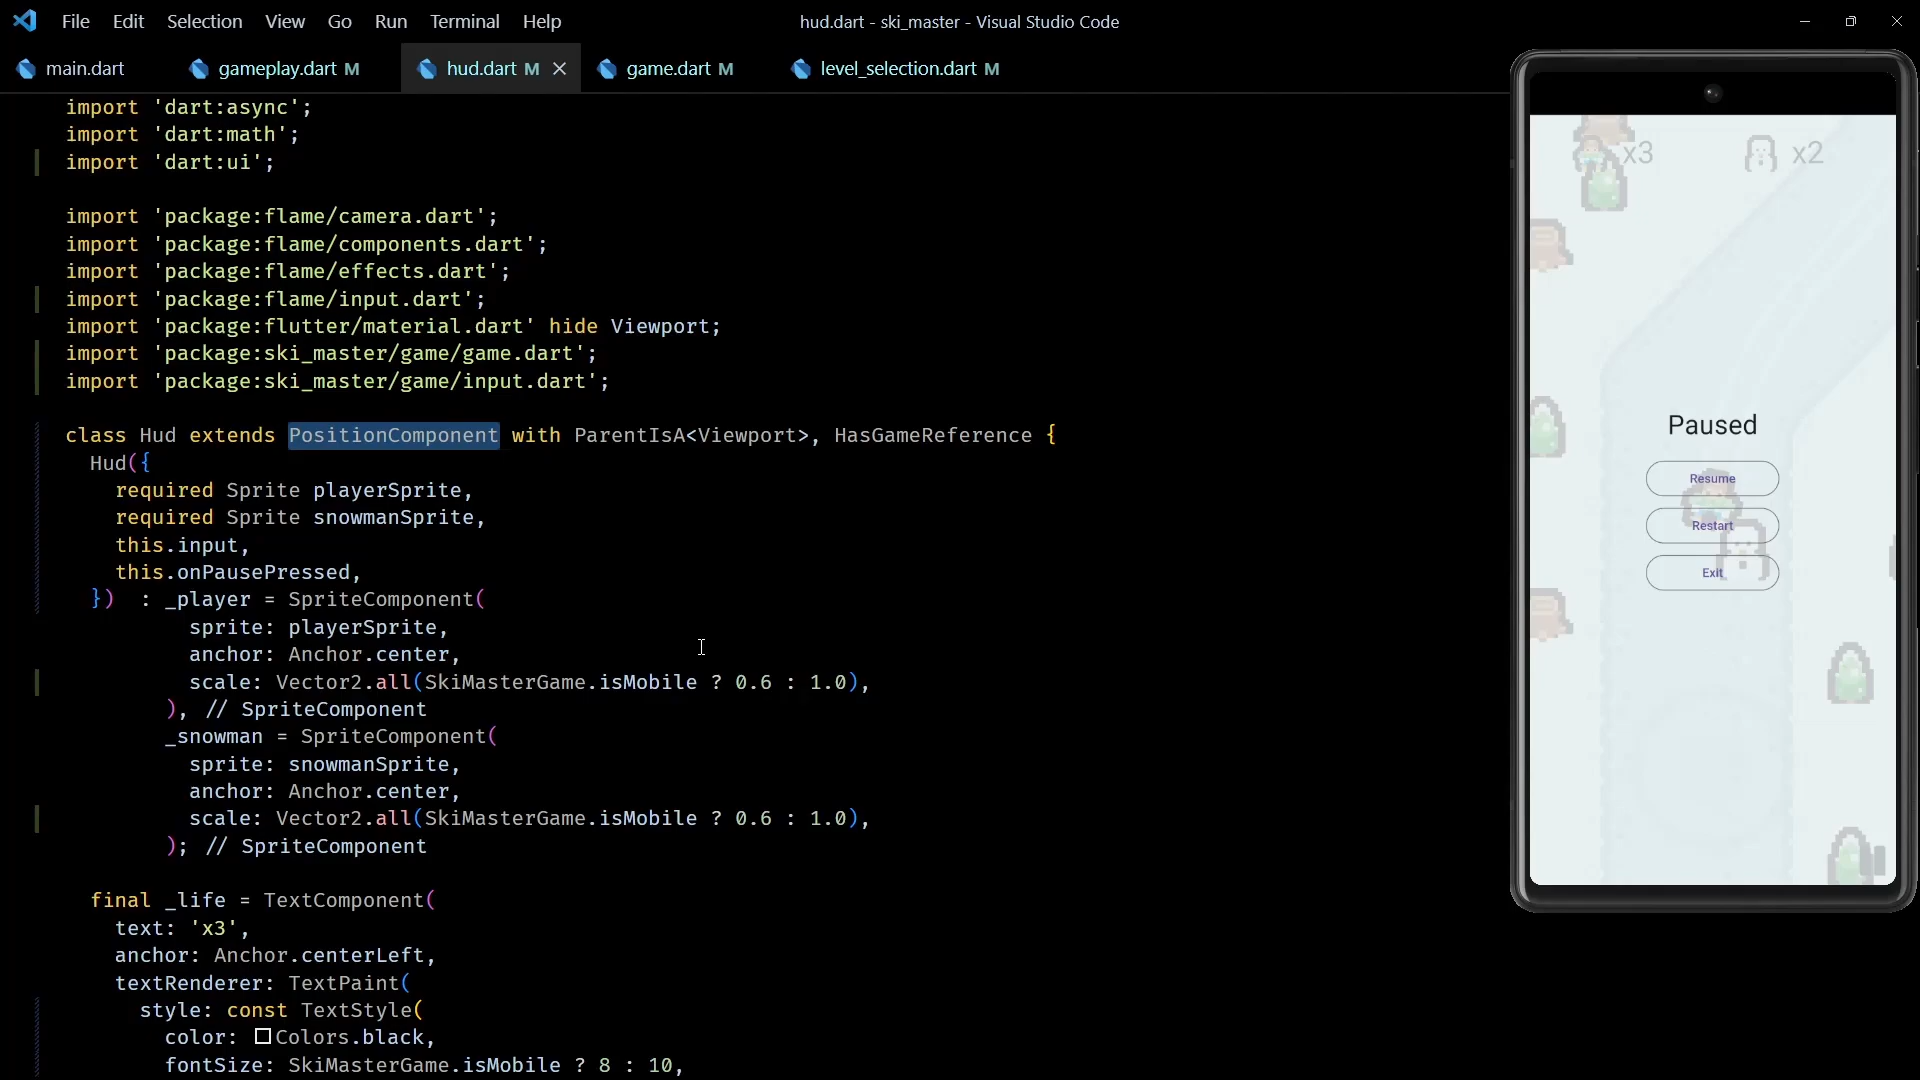 File Edit Selection View Go Run Terminal Help hud.dart - ski_master - Visual Studio Code
main.dart gameplay.dart M hud.dart M game.dart M level_selection.dart M
import 'dart:async';
import 'dart:math';
import 'dart:ui';
import 'package:flame/camera.dart';
import 'package:flame/components.dart';
import 'package:flame/effects.dart';
import 'package:flame/input.dart';
import 'package:flutter/material.dart' hide Viewport;
import 'package:ski_master/game/game.dart';
import 'package:ski_master/game/input.dart';
class Hud extends PositionComponent with ParentIsA<Viewport>, HasGameReference {
Hud({
required Sprite playerSprite,
required Sprite snowmanSprite,
this.input,
this.onPausePressed,
}) : _player = SpriteComponent(
sprite: playerSprite,
anchor: Anchor.center,
scale: Vector2.all(SkiMasterGame.isMobile ? 0.6 : 1.0),
), // SpriteComponent
_snowman = SpriteComponent(
sprite: snowmanSprite,
anchor: Anchor.center,
scale: Vector2.all(SkiMasterGame.isMobile ? 0.6 : 1.0),
); // SpriteComponent
final _life = TextComponent(
text: 'x3',
anchor: Anchor.centerLeft,
textRenderer: TextPaint(
style: const TextStyle(
color: Colors.black,
fontSize: SkiMasterGame.isMobile ? 8 : 10,
x3 x2
Paused
Resume
Restart
Exit